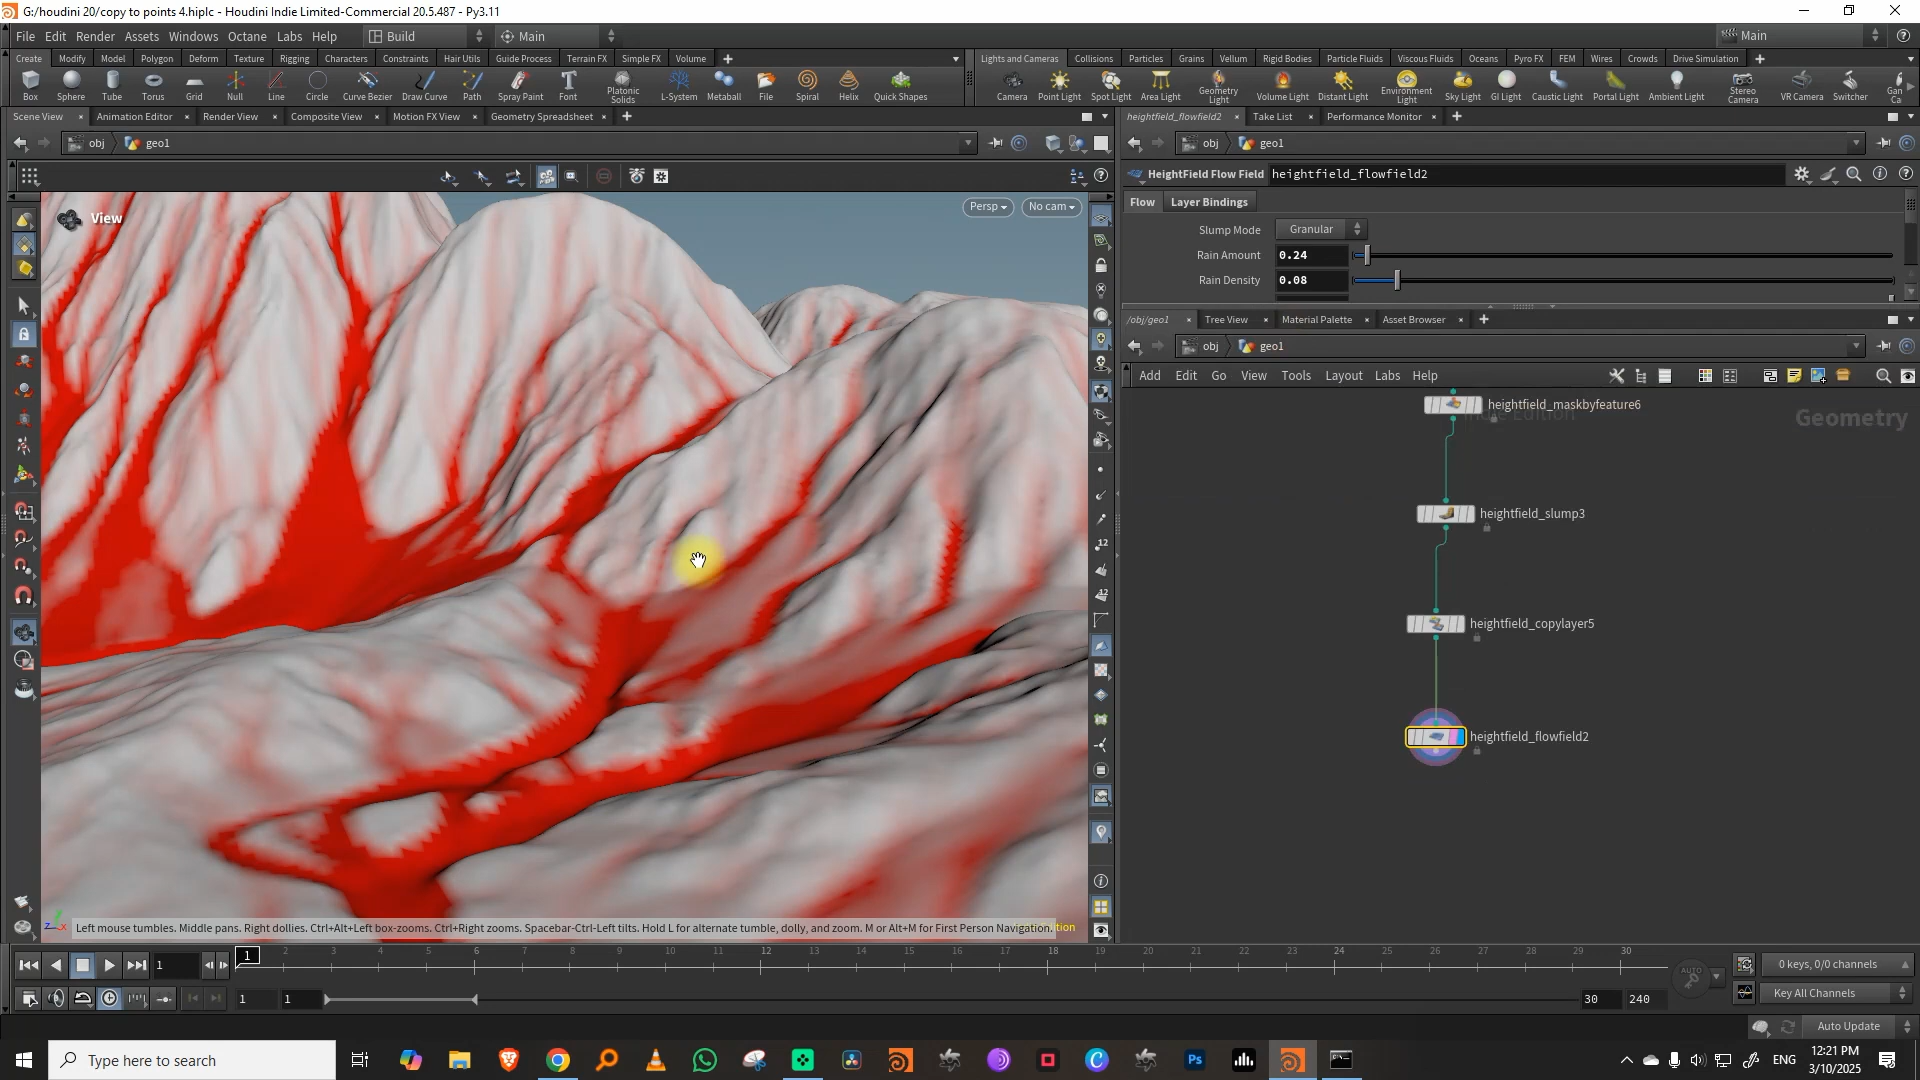 G:/houdini 20/copy to points 4.hiplc - Houdini Indie Limited-Commercial 20.5.487 - Py3.11
File Edit Render Assets Windows Octane Labs Help Build Main Main
Create Modify Model Polygon Deform Texture Rigging Characters Constraints Hair Utils Guide Process Terrain FX Simple FX Volume
Lights and Cameras Collisions Particles Grains Vellum Rigid Bodies Particle Fluids Viscous Fluids Oceans Pyro FX FEM Wires Crowds Drive Simulation
Box Sphere Tube Torus Grid Null Line Circle Curve Bezier Draw Curve Path Spray Paint Font Platonic Solids L-System Metaball File Spiral Helix Quick Shapes
Camera Point Light Spot Light Area Light Geometry Light Volume Light Distant Light Environment Light Sky Light GI Light Caustic Light Portal Light Ambient Light Stereo Camera VR Camera Switcher Gan Ca
Scene View Animation Editor Render View Composite View Motion FX View Geometry Spreadsheet
heightfield_flowfield2 Take List Performance Monitor
obj geo1
obj geo1
HeightField Flow Field heightfield_flowfield2
View
Persp No cam
Flow Layer Bindings
Slump Mode Granular
Rain Amount 0.24
Rain Density 0.08
/obj/geo1 Tree View Material Palette Asset Browser
obj geo1
Add Edit Go View Tools Layout Labs Help
heightfield_maskbyfeature6
Geometry
heightfield_slump3
heightfield_copylayer5
heightfield_flowfield2
12
12
Left mouse tumbles. Middle pans. Right dollies. Ctrl+Alt+Left box-zooms. Ctrl+Right zooms. Spacebar-Ctrl-Left tilts. Hold L for alternate tumble, dolly, and zoom. M or Alt+M for First Person Navigation.
1 1 2 3 4 5 6 7 8 9 10 11 12 13 14 15 16 17 18 19 20 21 22 23 24 25 26 27 28 29 30
AUTO
0 keys, 0/0 channels
1 1 30 240
Key All Channels
Auto Update
Type here to search
Ps
ENG
12:21 PM
3/10/2025